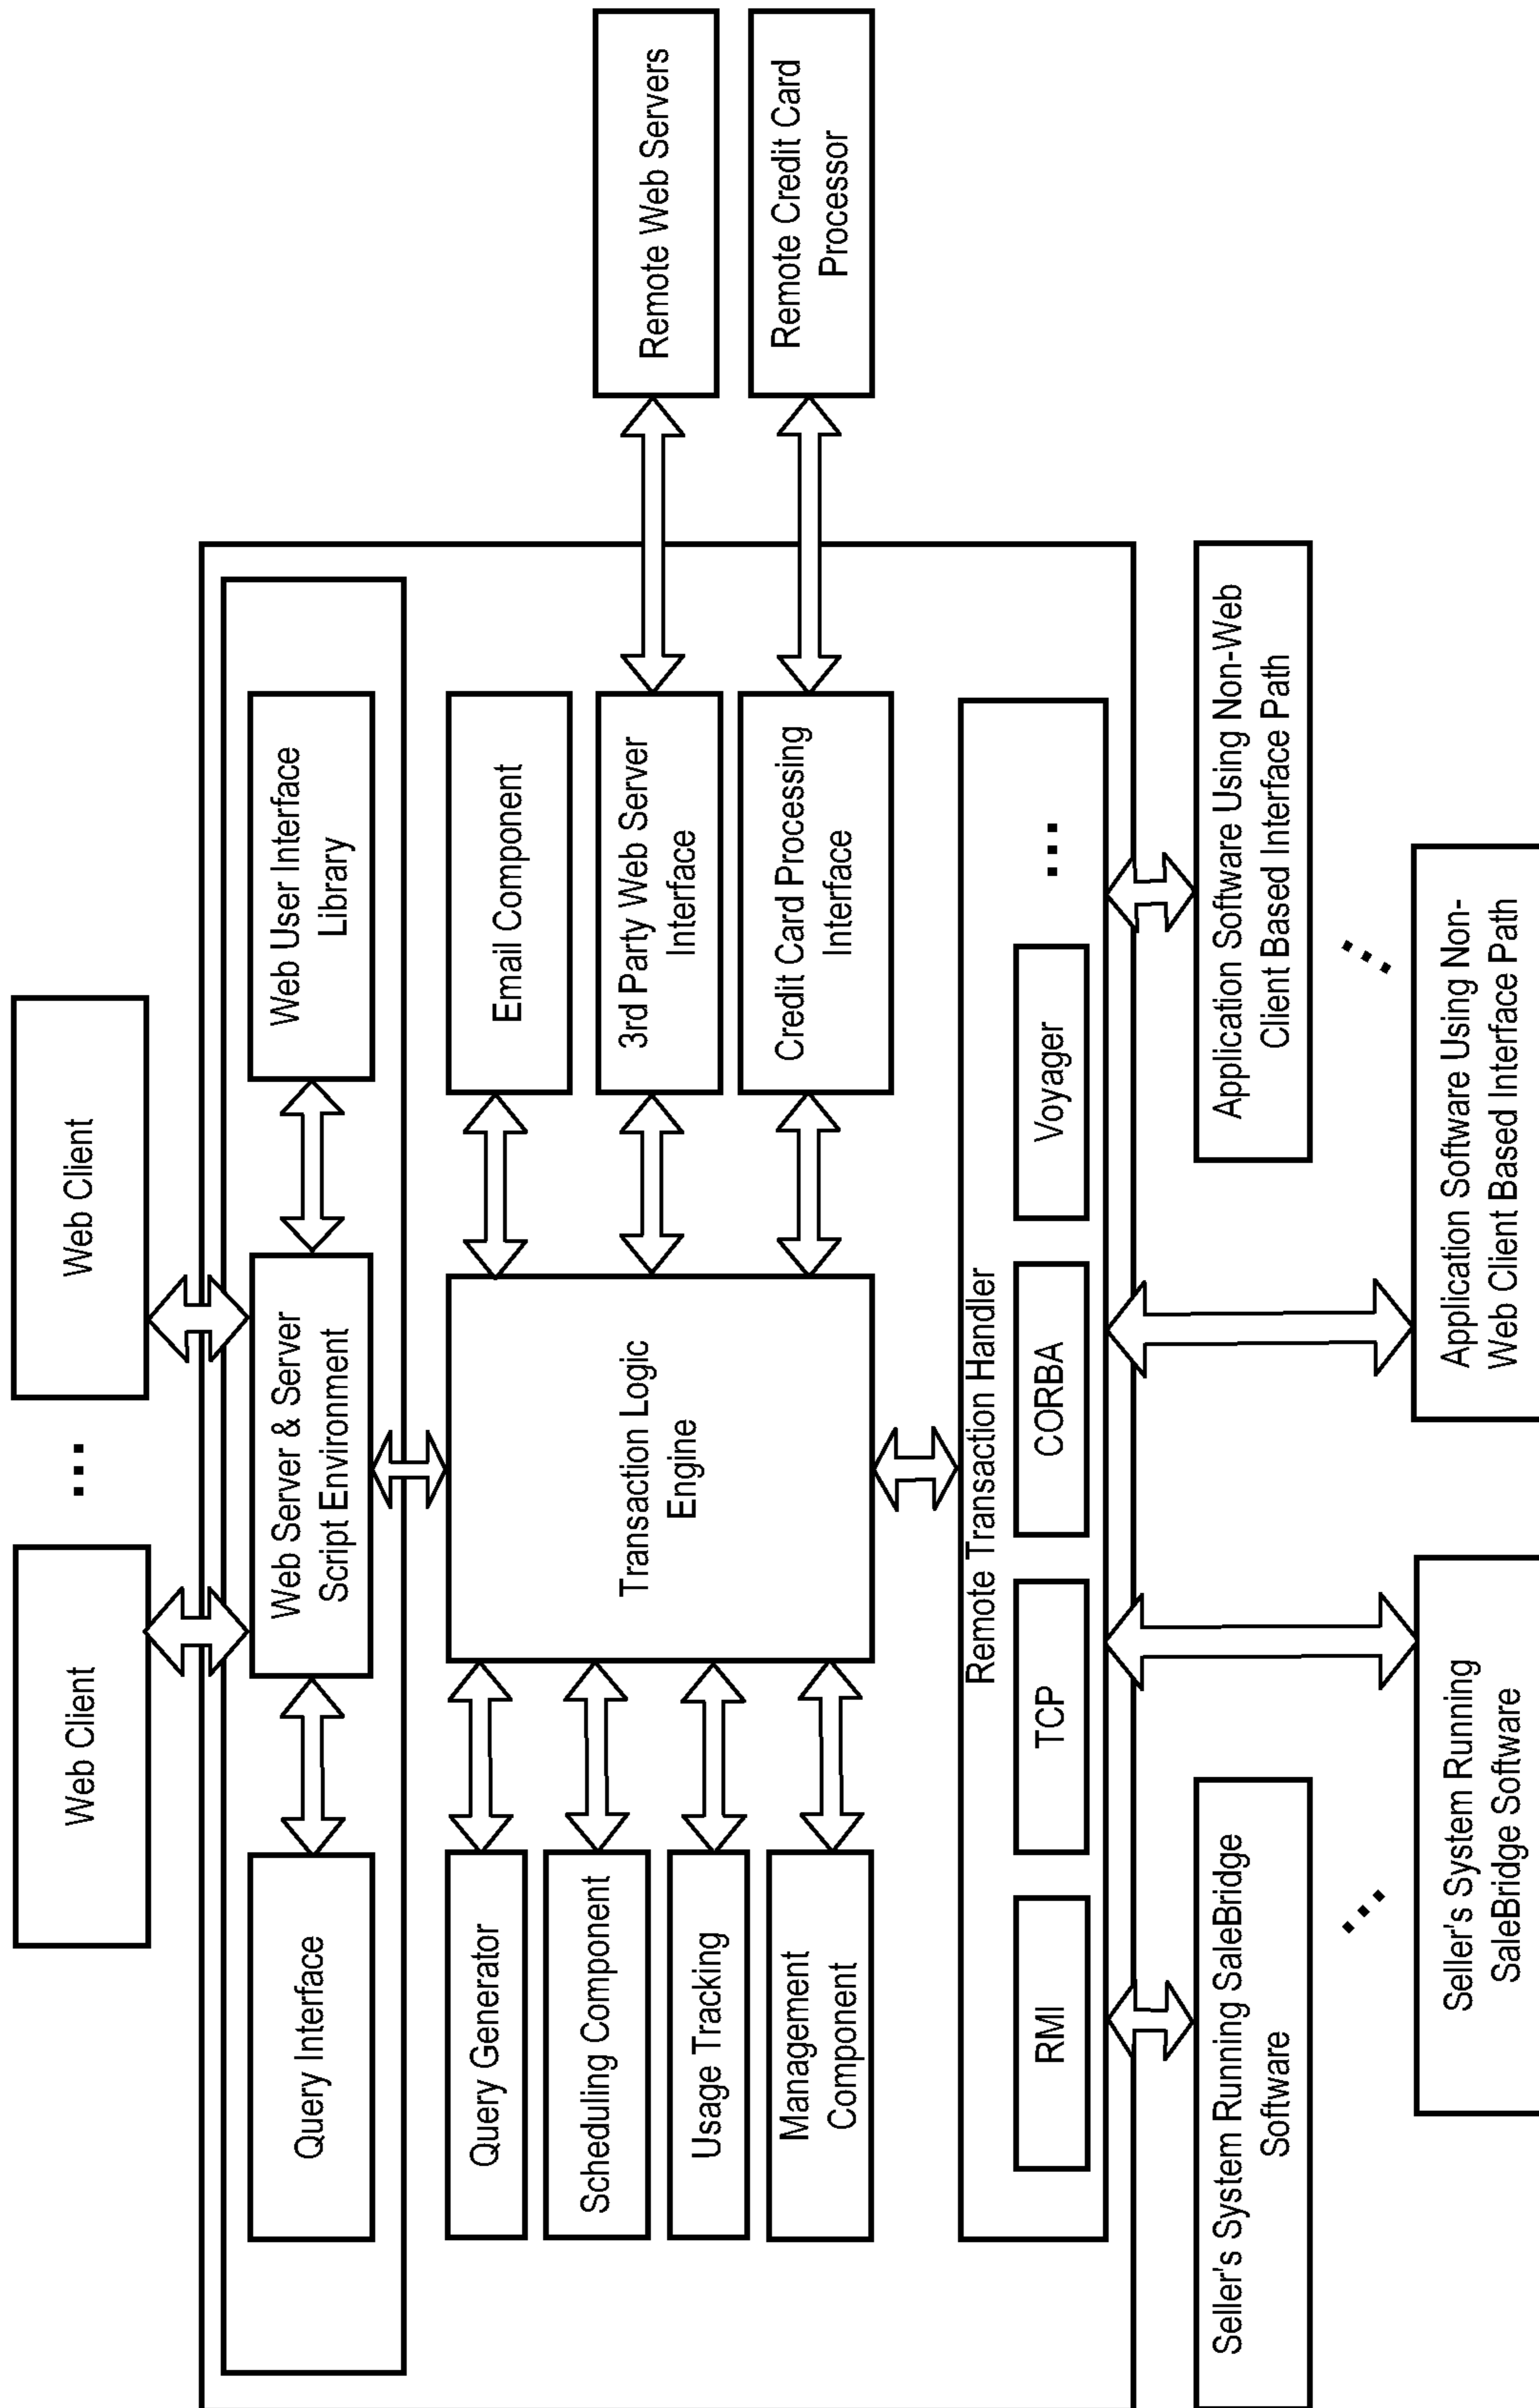 Web Client
...
Web Client
Query Interface
Web Server & Server
Script Environment
Web User Interface
Library
Query Generator
Scheduling Component
Usage Tracking
Management
Component
Transaction Logic
Engine
Email Component
3rd Party Web Server
Interface
Credit Card Processing
Interface
Remote Web Servers
Remote Credit Card
Processor
Remote Transaction Handler
RMI
TCP
CORBA
Voyager
...
Seller's System Running SaleBridge
Software
...
Seller's System Running
SaleBridge Software
Application Software Using Non-
Web Client Based Interface Path
...
Application Software Using Non-Web
Client Based Interface Path